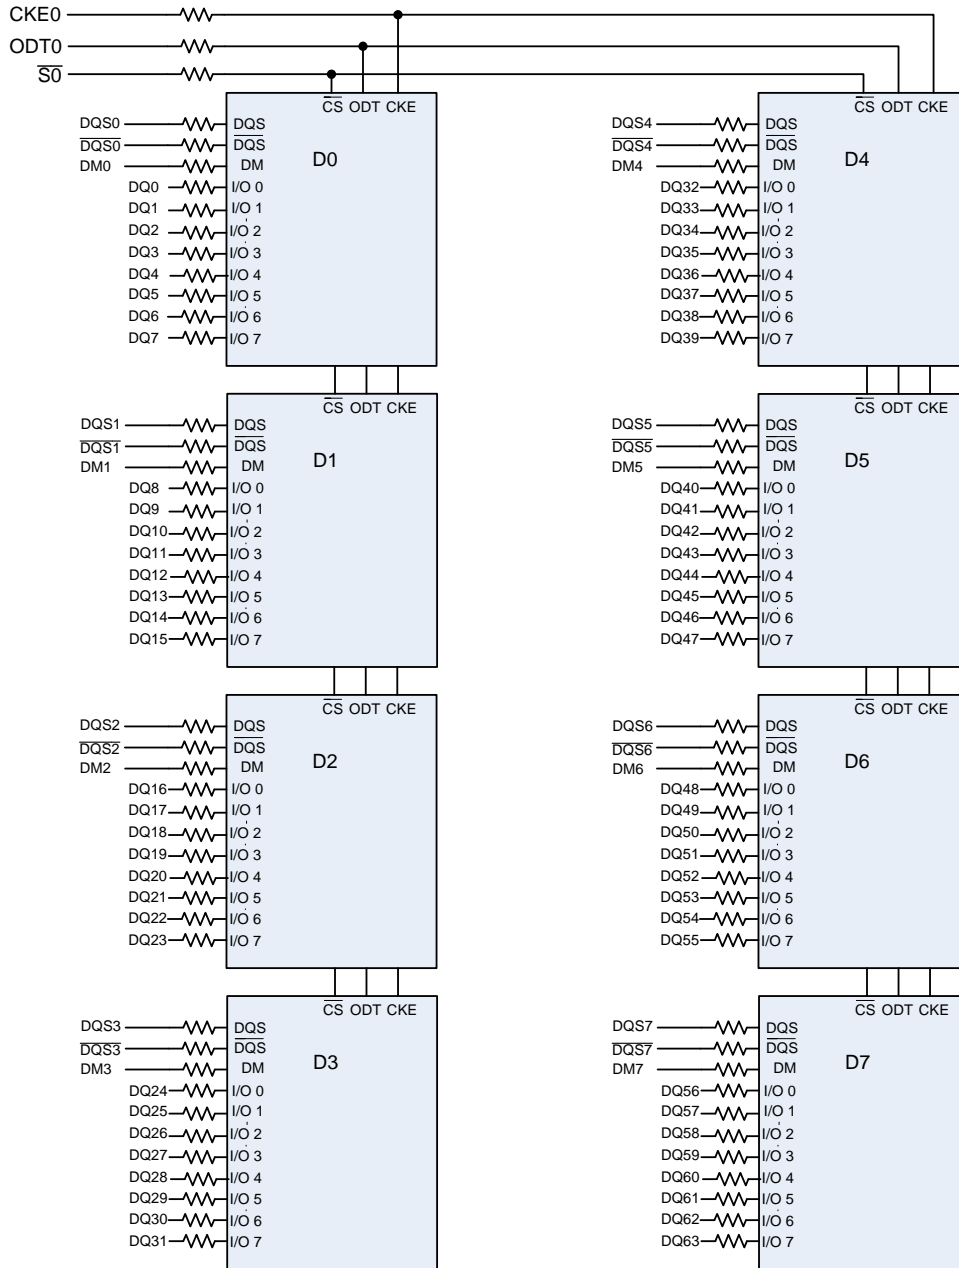 CKE0
ODT0
S0
CS ODT CKE
DQS0 DQS
DQS0 DQS
DM0 DM
D0
DQ0 I/O 0
DQ1 I/O 1
DQ2 I/O 2
DQ3 I/O 3
DQ4 I/O 4
DQ5 I/O 5
DQ6 I/O 6
DQ7 I/O 7
CS ODT CKE
DQS1 DQS
DQS1 DQS
DM1 DM
D1
DQ8 I/O 0
DQ9 I/O 1
DQ10 I/O 2
DQ11 I/O 3
DQ12 I/O 4
DQ13 I/O 5
DQ14 I/O 6
DQ15 I/O 7
CS ODT CKE
DQS2 DQS
DQS2 DQS
DM2 DM
D2
DQ16 I/O 0
DQ17 I/O 1
DQ18 I/O 2
DQ19 I/O 3
DQ20 I/O 4
DQ21 I/O 5
DQ22 I/O 6
DQ23 I/O 7
CS ODT CKE
DQS3 DQS
DQS3 DQS
DM3 DM
D3
DQ24 I/O 0
DQ25 I/O 1
DQ26 I/O 2
DQ27 I/O 3
DQ28 I/O 4
DQ29 I/O 5
DQ30 I/O 6
DQ31 I/O 7
CS ODT CKE
DQS4 DQS
DQS4 DQS
DM4 DM
D4
DQ32 I/O 0
DQ33 I/O 1
DQ34 I/O 2
DQ35 I/O 3
DQ36 I/O 4
DQ37 I/O 5
DQ38 I/O 6
DQ39 I/O 7
CS ODT CKE
DQS5 DQS
DQS5 DQS
DM5 DM
D5
DQ40 I/O 0
DQ41 I/O 1
DQ42 I/O 2
DQ43 I/O 3
DQ44 I/O 4
DQ45 I/O 5
DQ46 I/O 6
DQ47 I/O 7
CS ODT CKE
DQS6 DQS
DQS6 DQS
DM6 DM
D6
DQ48 I/O 0
DQ49 I/O 1
DQ50 I/O 2
DQ51 I/O 3
DQ52 I/O 4
DQ53 I/O 5
DQ54 I/O 6
DQ55 I/O 7
CS ODT CKE
DQS7 DQS
DQS7 DQS
DM7 DM
D7
DQ56 I/O 0
DQ57 I/O 1
DQ58 I/O 2
DQ59 I/O 3
DQ60 I/O 4
DQ61 I/O 5
DQ62 I/O 6
DQ63 I/O 7